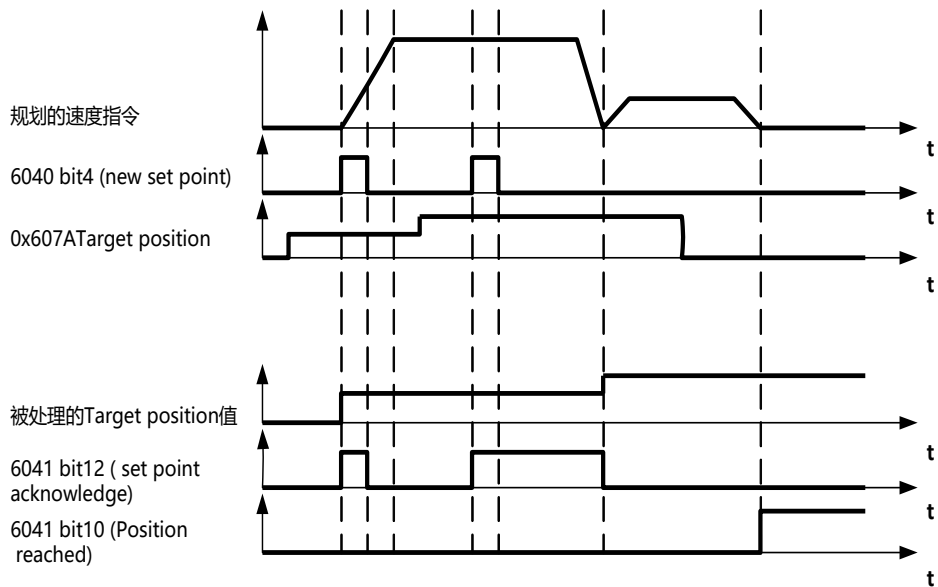 规划的速度指令
t
6040 bit4 (new set point)
t
0x607ATarget position
t
被处理的Target position值
t
6041 bit12 ( set point
acknowledge)
t
6041 bit10 (Position
reached)
t